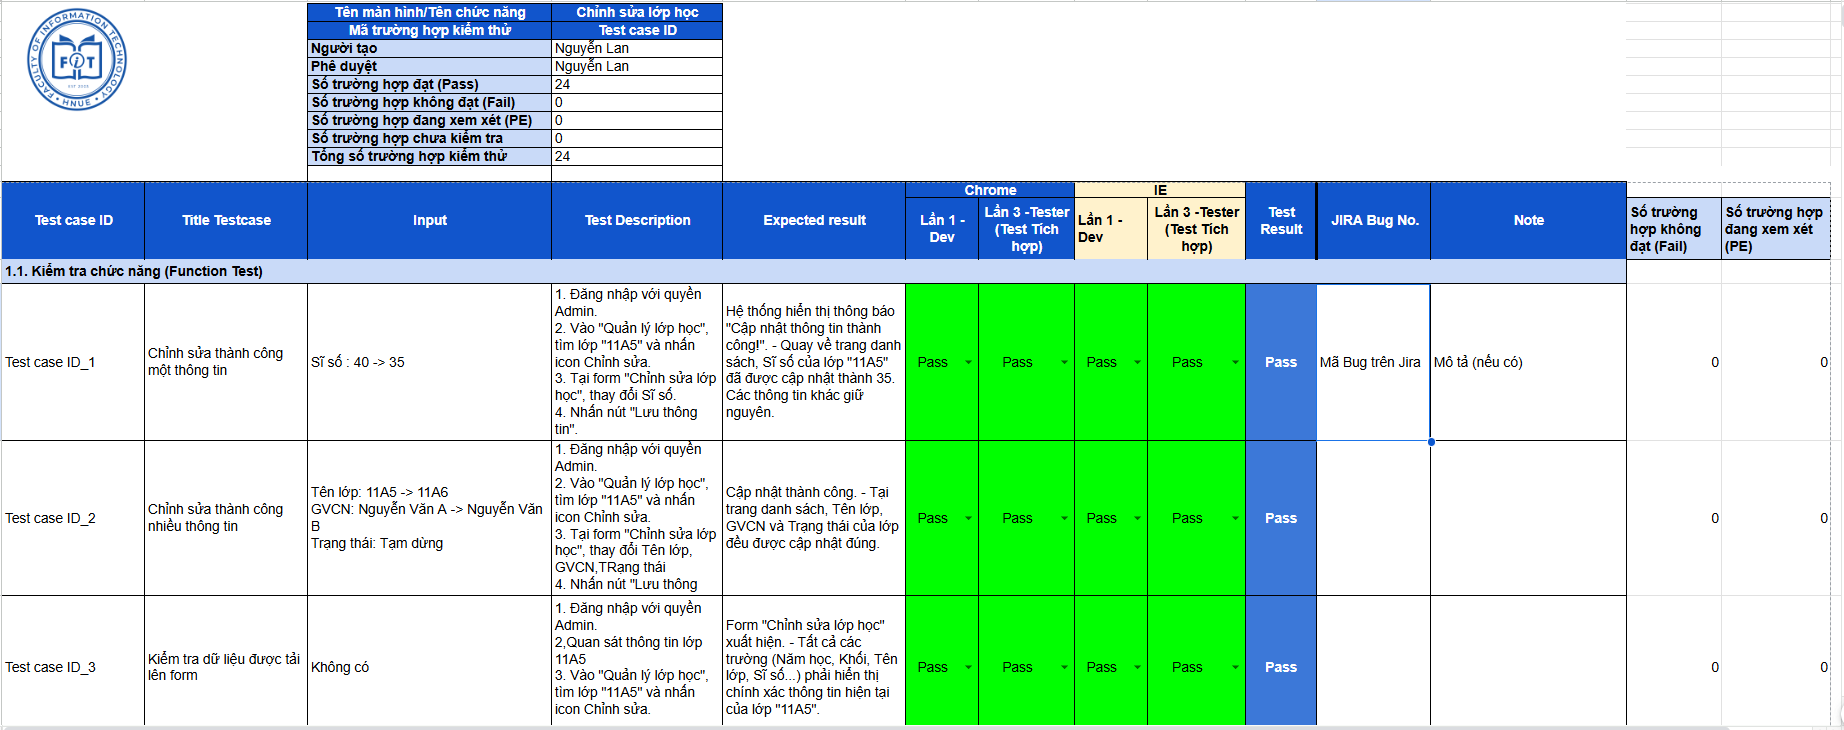 FACULTY OF INFORMATION TECHNOLOGY
FiT
• HNUE •
Tên màn hình/Tên chức năng
Chỉnh sửa lớp học
Mã trường hợp kiểm thử
Test case ID
Người tạo
Nguyễn Lan
Phê duyệt
Nguyễn Lan
Số trường hợp đạt (Pass)
24
Số trường hợp không đạt (Fail)
0
Số trường hợp đang xem xét (PE)
0
Số trường hợp chưa kiểm tra
0
Tổng số trường hợp kiểm thử
24
Test case ID
Title Testcase
Input
Test Description
Expected result
Chrome
Lần 1 -
Dev
Lần 3 -Tester
(Test Tích
hợp)
IE
Lần 1 -
Dev
Lần 3 -Tester
(Test Tích
hợp)
Test
Result
JIRA Bug No.
Note
Số trường
hợp không
đạt (Fail)
Số trường hợp
đang xem xét
(PE)
1.1. Kiểm tra chức năng (Function Test)
Test case ID_1
Chỉnh sửa thành công
một thông tin
Sĩ số : 40 -> 35
1. Đăng nhập với quyền
Admin.
2. Vào "Quản lý lớp học",
tìm lớp "11A5" và nhấn
icon Chỉnh sửa.
3. Tại form "Chỉnh sửa lớp
học", thay đổi Sĩ số.
4. Nhấn nút "Lưu thông
tin".
Hệ thống hiển thị thông báo
"Cập nhật thông tin thành
công!". - Quay về trang danh
sách, Sĩ số của lớp "11A5"
đã được cập nhật thành 35.
Các thông tin khác giữ
nguyên.
Pass
Pass
Pass
Pass
Pass
Mã Bug trên Jira
Mô tả (nếu có)
0
0
Test case ID_2
Chỉnh sửa thành công
nhiều thông tin
Tên lớp: 11A5 -> 11A6
GVCN: Nguyễn Văn A -> Nguyễn Văn
B
Trạng thái: Tạm dừng
1. Đăng nhập với quyền
Admin.
2. Vào "Quản lý lớp học",
tìm lớp "11A5" và nhấn
icon Chỉnh sửa.
3. Tại form "Chỉnh sửa lớp
học", thay đổi Tên lớp,
GVCN,TRạng thái
4. Nhấn nút "Lưu thông
Cập nhật thành công. - Tại
trang danh sách, Tên lớp,
GVCN và Trạng thái của lớp
đều được cập nhật đúng.
Pass
Pass
Pass
Pass
Pass
0
0
Test case ID_3
Kiểm tra dữ liệu được tải
lên form
Không có
1. Đăng nhập với quyền
Admin.
2,Quan sát thông tin lớp
11A5
3. Vào "Quản lý lớp học",
tìm lớp "11A5" và nhấn
icon Chỉnh sửa.
Form "Chỉnh sửa lớp học"
xuất hiện. - Tất cả các
trường (Năm học, Khối, Tên
lớp, Sĩ số...) phải hiển thị
chính xác thông tin hiện tại
của lớp "11A5".
Pass
Pass
Pass
Pass
Pass
0
0